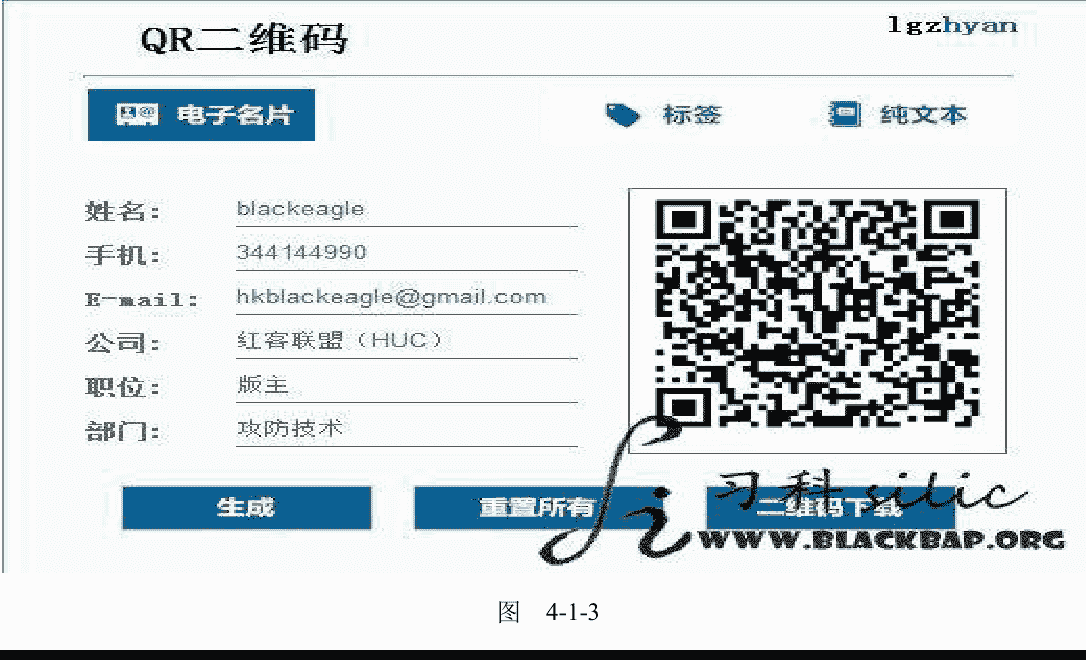 QR二维码
lgzhyan
电子名片 标签 纯文本
姓名: blackeagle
手机: 344144990
E-mail: hkblackeagle@gmail.com
公司: 红客联盟（HUC）
职位: 版主
部门: 攻防技术
生成 重置所有 二维码下载
习科 silic
WWW.BLACKBAP.ORG
图 4-1-3